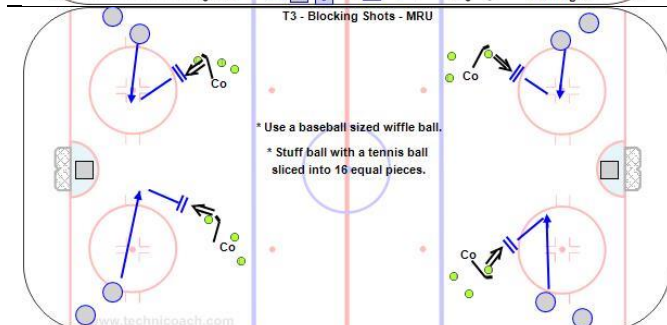 T3 - Blocking Shots - MRU
Co
Co
* Use a baseball sized wiffle ball.
* Stuff ball with a tennis ball
sliced into 16 equal pieces.
Co
Co
www.technicoach.com